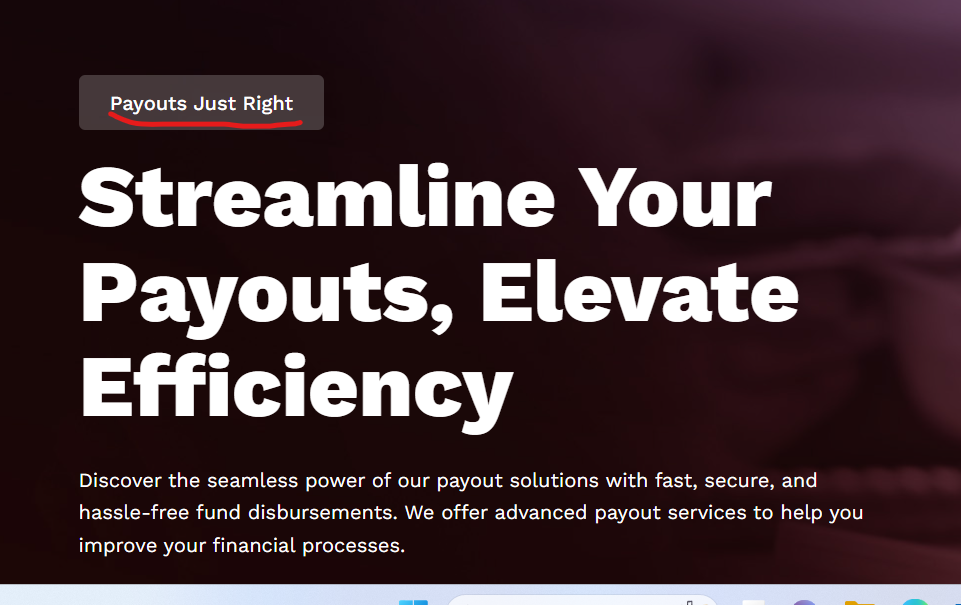 Payouts Just Right
Streamline Your
Payouts, Elevate
Efficiency
Discover the seamless power of our payout solutions with fast, secure, and
hassle-free fund disbursements. We offer advanced payout services to help you
improve your financial processes.